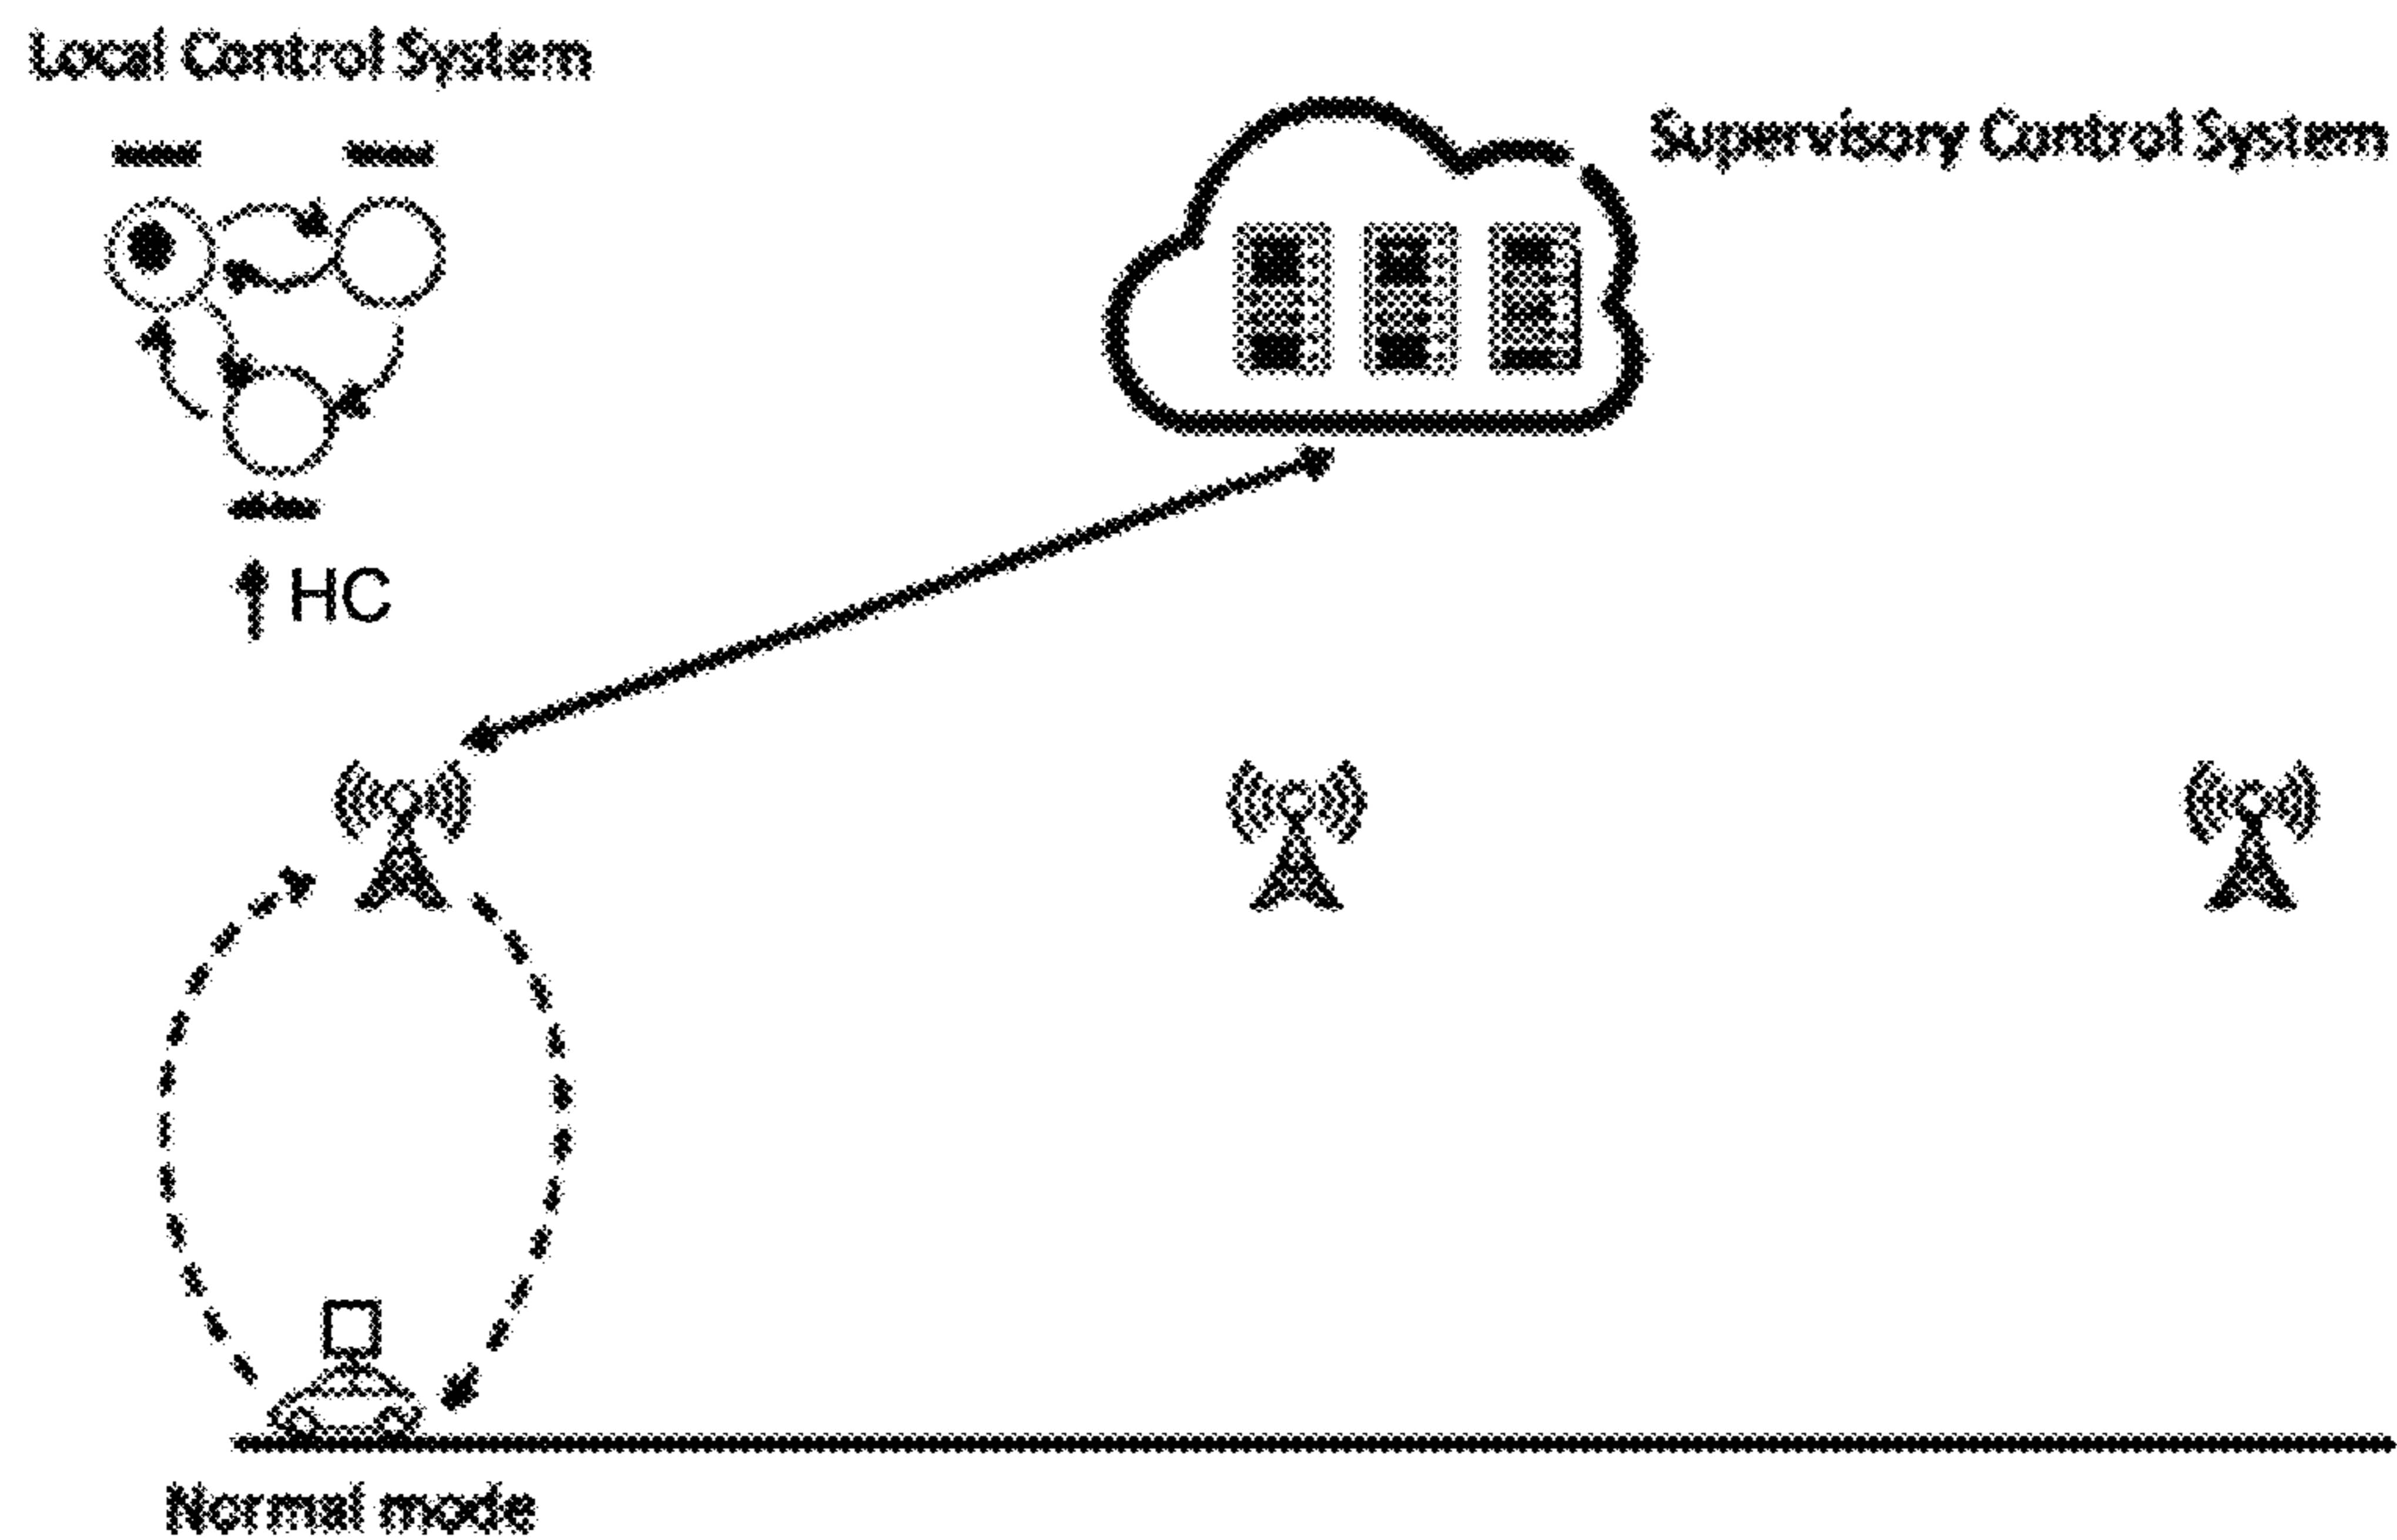 Local Control System
Supervisory Control System
HC
Normal mode